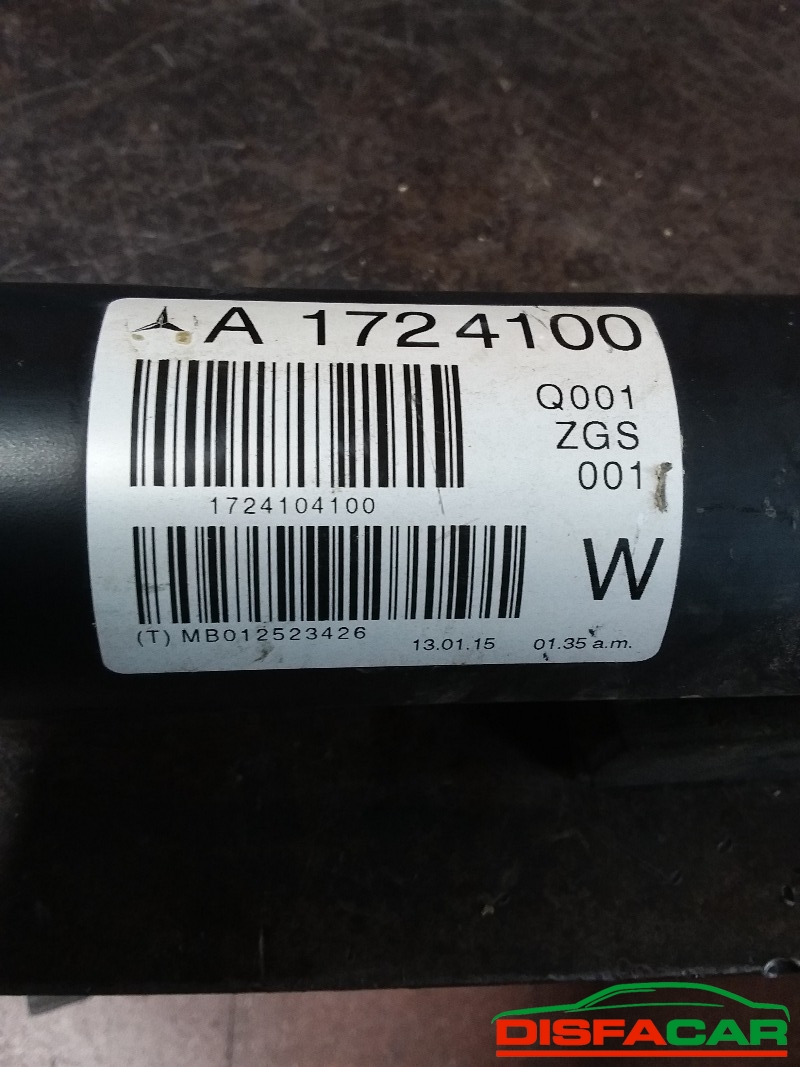 A 1724100
Q001
ZGS
001
1724104100
W
(T) MB012523426
13.01.15 01.35 a.m.
DISFACAR